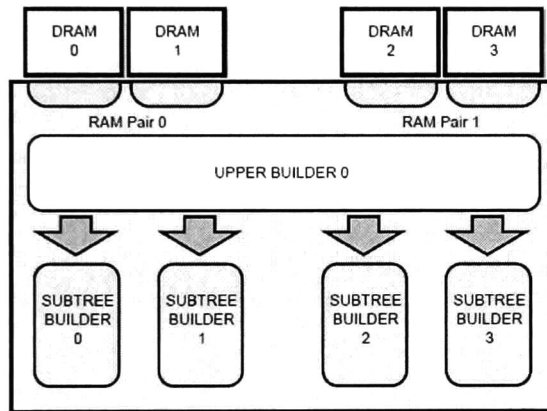 DRAM
0
DRAM
1
DRAM
2
DRAM
3
RAM Pair 0
RAM Pair 1
UPPER BUILDER 0
SUBTREE
BUILDER
0
SUBTREE
BUILDER
1
SUBTREE
BUILDER
2
SUBTREE
BUILDER
3